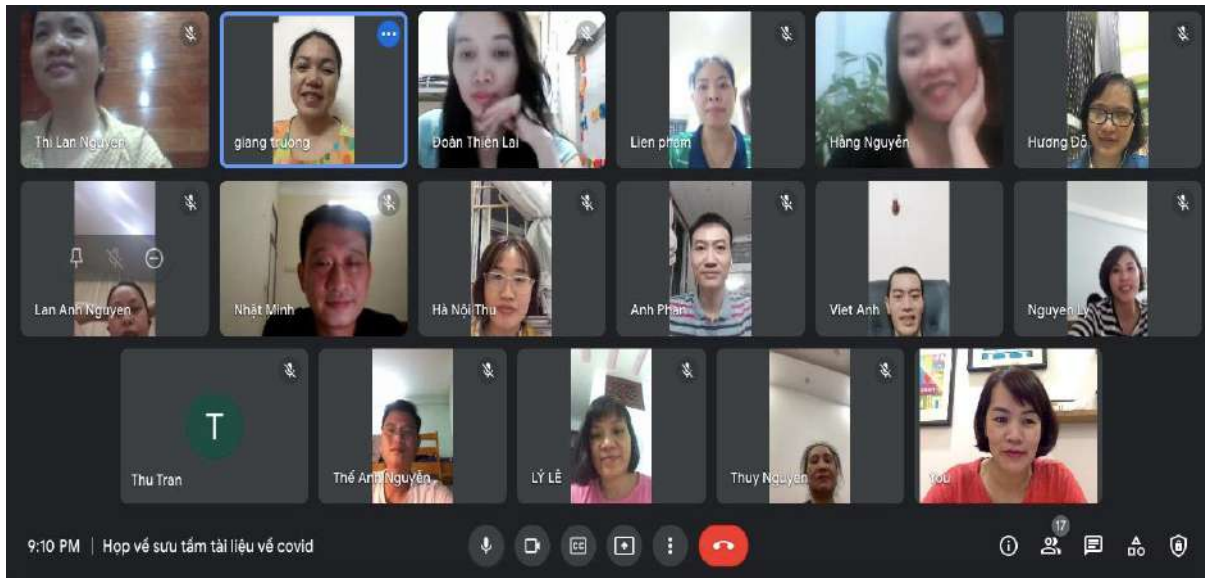 Thi Lan Nguyen
giang truong
Đoàn Thiên Lai
Lien pham
Hằng Nguyễn
Hương Đỗ
Lan Anh Nguyen
Nhật Minh
Hà Nội Thu
Anh Phan
Viet Anh
Nguyen Ly
T
Thu Tran
Thế Anh Nguyễn
LÝ LÊ
Thuy Nguyen
You
9:10 PM | Họp về sưu tầm tài liệu về covid
CC
17